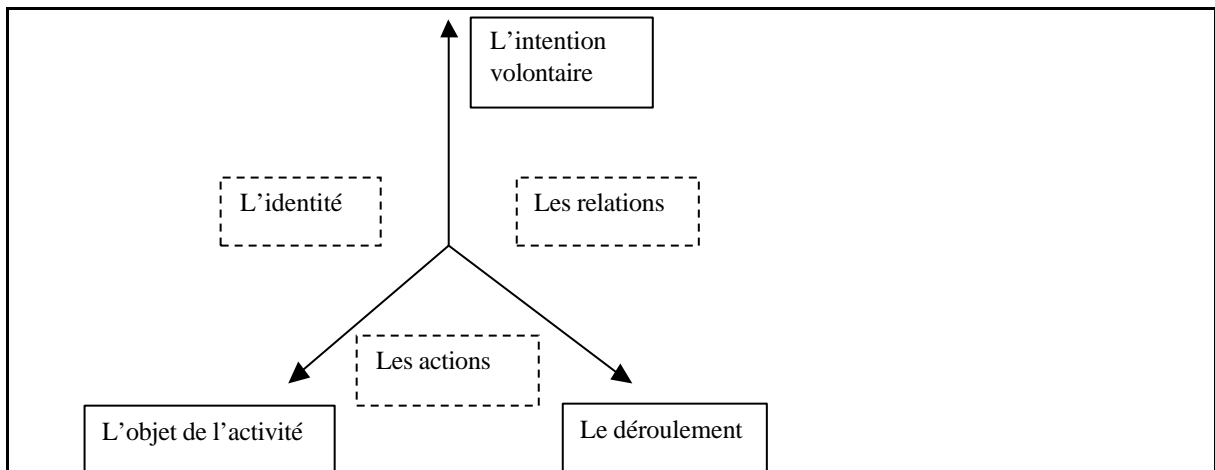 L’intention
volontaire
L’identité
Les relations
Les actions
L’objet de l’activité
Le déroulement